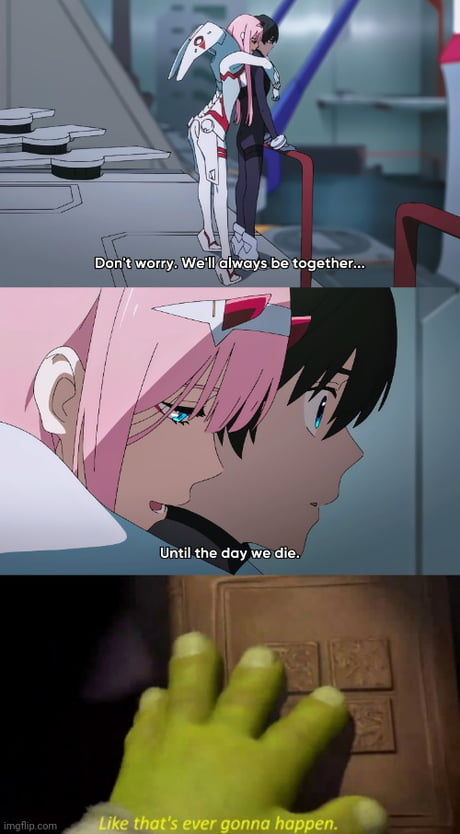 Don't worry. We'll always be together...
Until the day we die.
Like that's ever gonna happen.
imgflip.com